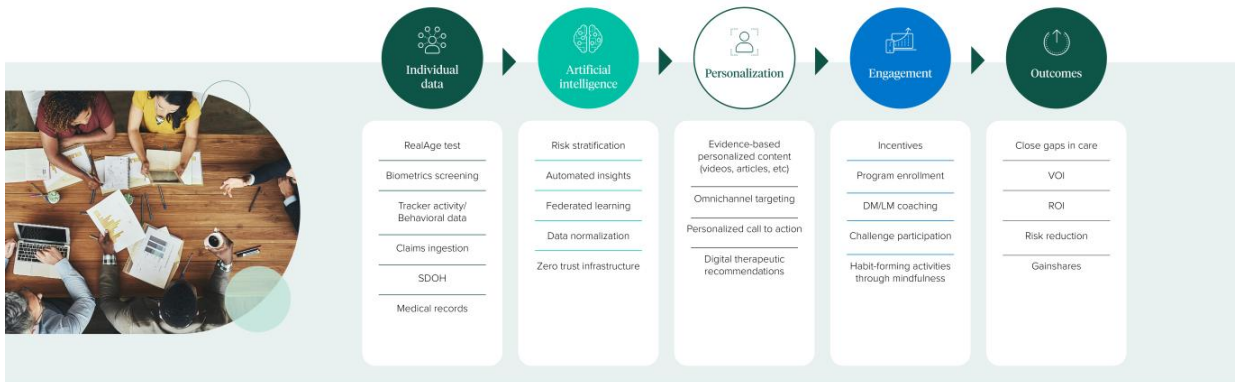 Individual
data
Artificial
intelligence
Personalization
Engagement
Outcomes
RealAge test
Biometrics screening
Tracker activity/
Behavioral data
Claims ingestion
SDOH
Medical records
Risk stratification
Automated insights
Federated learning
Data normalization
Zero trust infrastructure
Evidence-based
personalized content
(videos, articles, etc)
Omnichannel targeting
Personalized call to action
Digital therapeutic
recommendations
Incentives
Program enrollment
DM/LM coaching
Challenge participation
Habit-forming activities
through mindfulness
Close gaps in care
VOI
ROI
Risk reduction
Gainshares